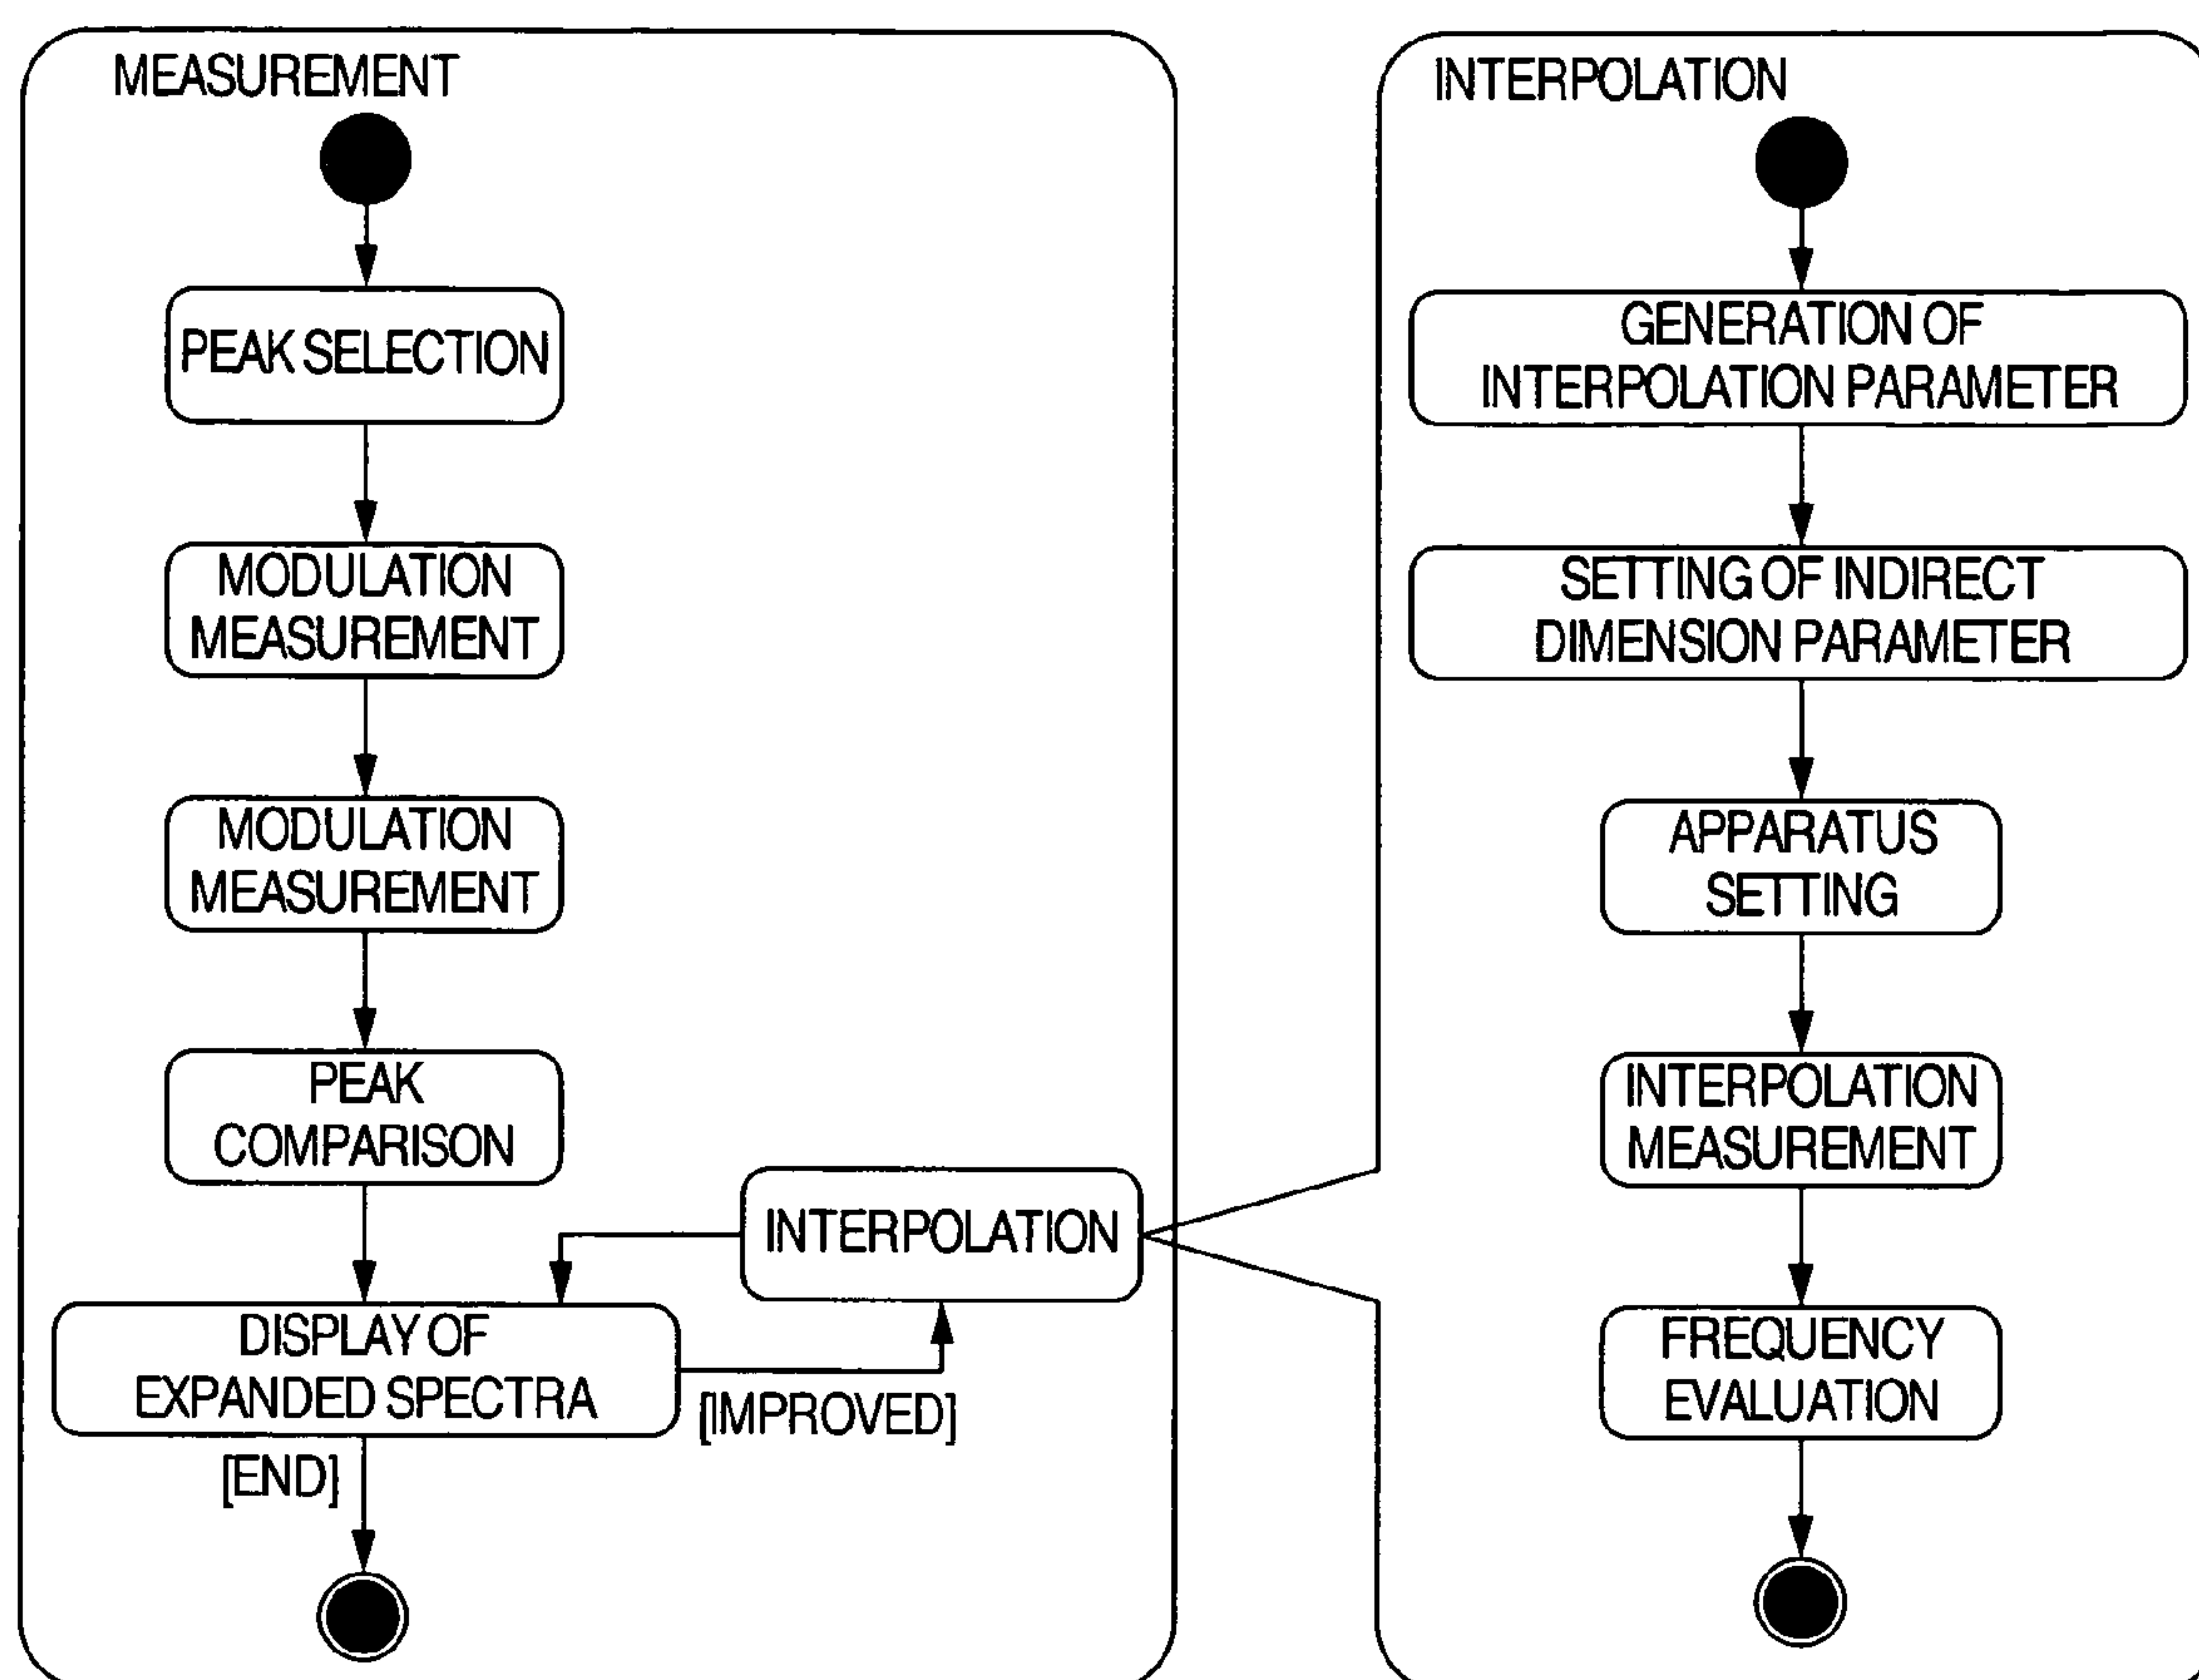 MEASUREMENT
PEAK SELECTION
MODULATION
MEASUREMENT
MODULATION
MEASUREMENT
PEAK
COMPARISON
INTERPOLATION
DISPLAY OF
EXPANDED SPECTRA
[IMPROVED]
[END]
INTERPOLATION
GENERATION OF
INTERPOLATION PARAMETER
SETTING OF INDIRECT
DIMENSION PARAMETER
APPARATUS
SETTING
INTERPOLATION
MEASUREMENT
FREQUENCY
EVALUATION